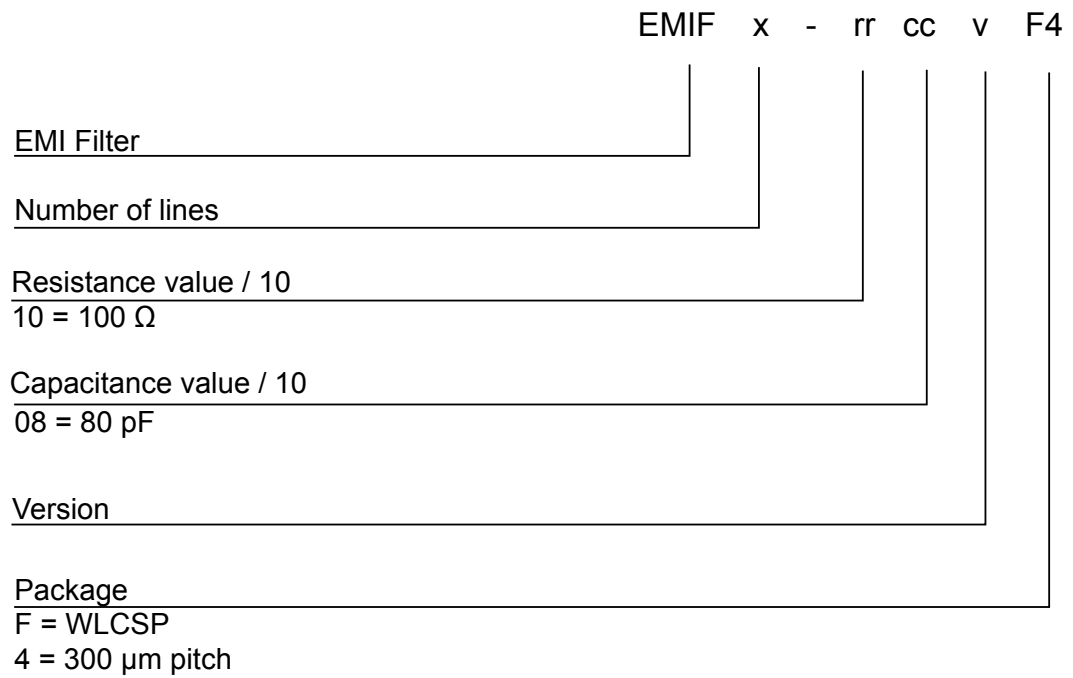 EMIF x - rr cc v F4
EMI Filter
Number of lines
Resistance value / 10
10 = 100 Ω
Capacitance value / 10
08 = 80 pF
Version
Package
F = WLCSP
4 = 300 µm pitch